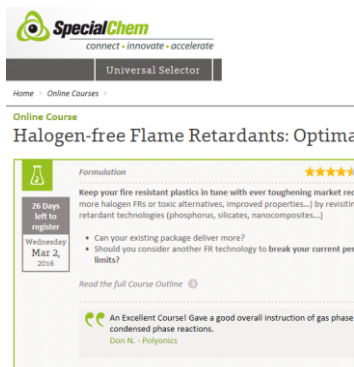 SpecialChem
connect • innovate • accelerate
Universal Selector
Home > Online Courses >
Online Course
Halogen-free Flame Retardants: Optima
Formulation
26 Days
left to
register
Wednesday
Mar 2,
2016
Keep your fire resistant plastics in tune with ever toughening market rec
more halogen FRs or toxic alternatives, improved properties...) by revisitin
retardant technologies (phosphorus, silicates, nanocomposites...)
• Can your existing package deliver more?
• Should you consider another FR technology to break your current per
limits?
Read the full Course Outline
An Excellent Course! Gave a good overall instruction of gas phase
condensed phase reactions.
Don N. - Polyonics